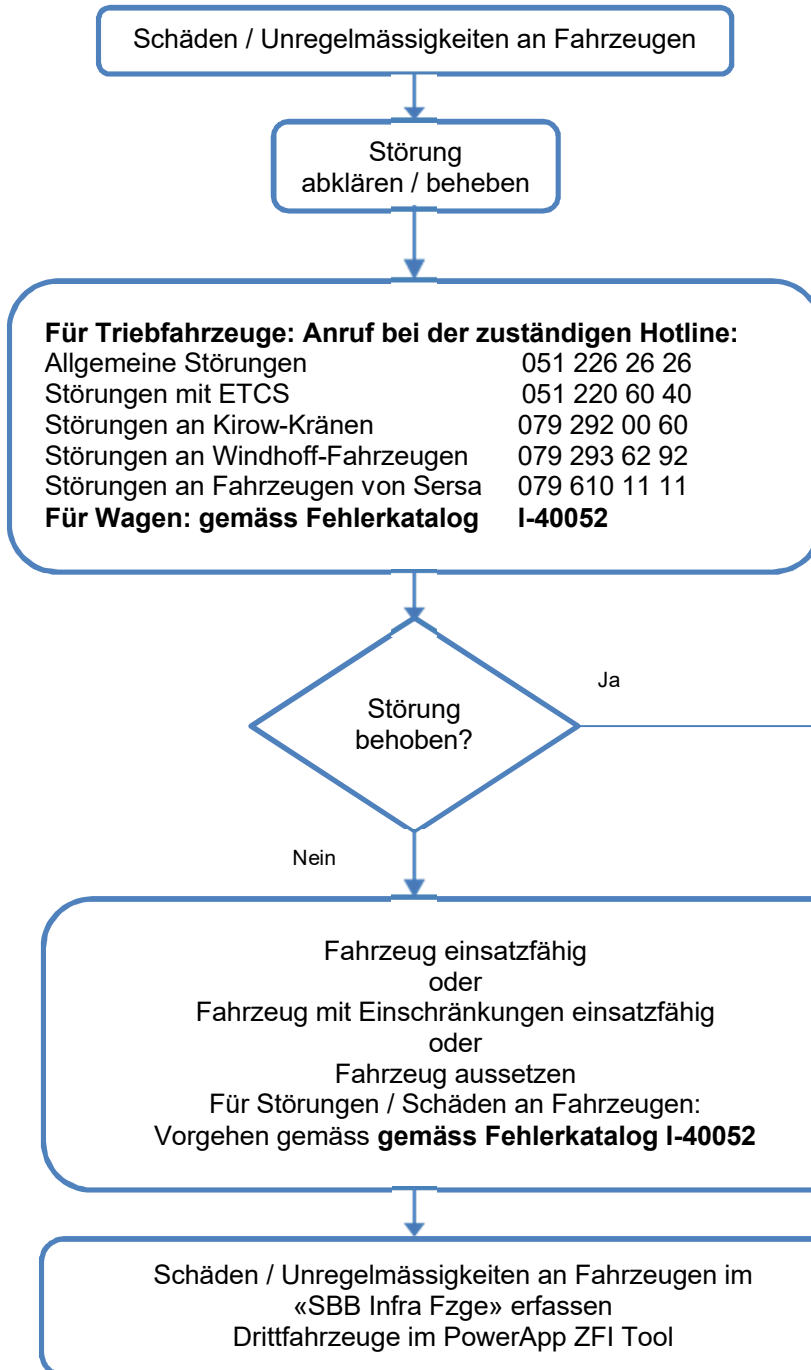 Schäden / Unregelmässigkeiten an Fahrzeugen
Störung
abklären / beheben
Für Triebfahrzeuge: Anruf bei der zuständigen Hotline:
Allgemeine Störungen 051 226 26 26
Störungen mit ETCS 051 220 60 40
Störungen an Kirow-Kränen 079 292 00 60
Störungen an Windhoff-Fahrzeugen 079 293 62 92
Störungen an Fahrzeugen von Sersa 079 610 11 11
Für Wagen: gemäss Fehlerkatalog I-40052
Störung
behoben?
Ja
Nein
Fahrzeug einsatzfähig
oder
Fahrzeug mit Einschränkungen einsatzfähig
oder
Fahrzeug aussetzen
Für Störungen / Schäden an Fahrzeugen:
Vorgehen gemäss gemäss Fehlerkatalog I-40052
Schäden / Unregelmässigkeiten an Fahrzeugen im
«SBB Infra Fzge» erfassen
Drittfahrzeuge im PowerApp ZFI Tool